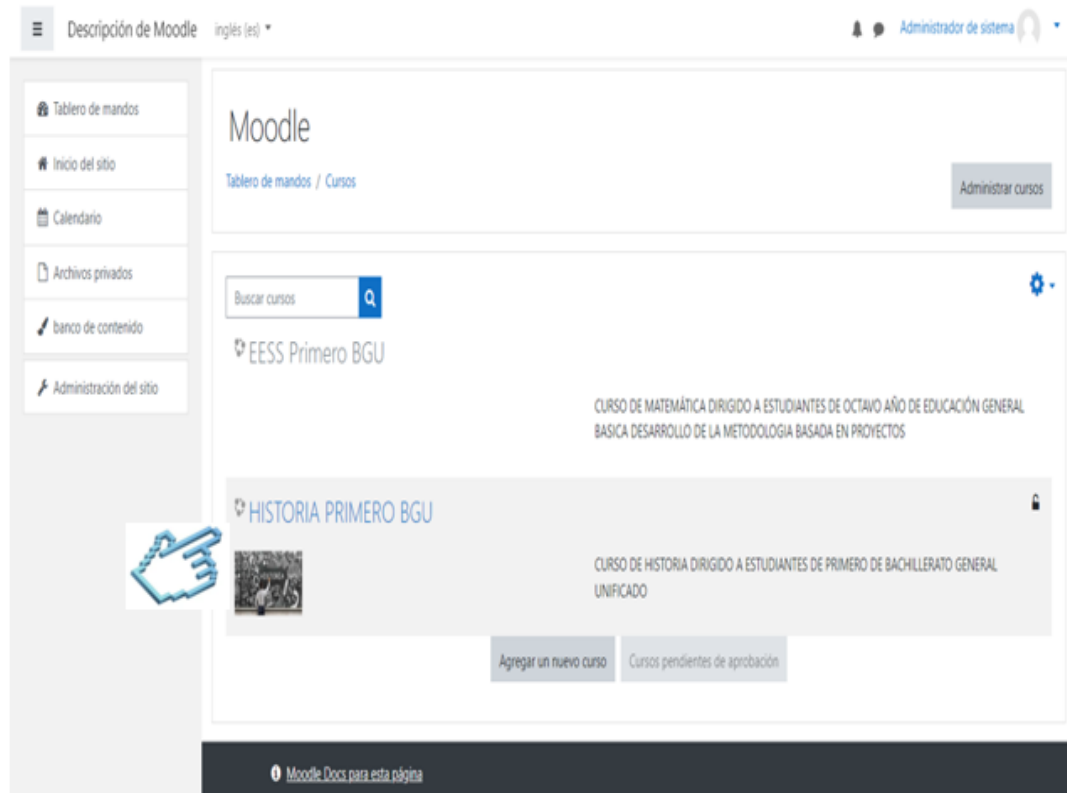 Descripción de Moodle inglés (es)
Administrador de sistema
Tablero de mandos
Inicio del sitio
Calendario
Archivos privados
banco de contenido
Administración del sitio
Moodle
Tablero de mandos / Cursos
Administrar cursos
Buscar cursos
EESS Primero BGU
CURSO DE MATEMÁTICA DIRIGIDO A ESTUDIANTES DE OCTAVO AÑO DE EDUCACIÓN GENERAL
BASICA DESARROLLO DE LA METODOLOGIA BASADA EN PROYECTOS
HISTORIA PRIMERO BGU
CURSO DE HISTORIA DIRIGIDO A ESTUDIANTES DE PRIMERO DE BACHILLERATO GENERAL
UNIFICADO
Agregar un nuevo curso Cursos pendientes de aprobación
Moodle Docs para esta página